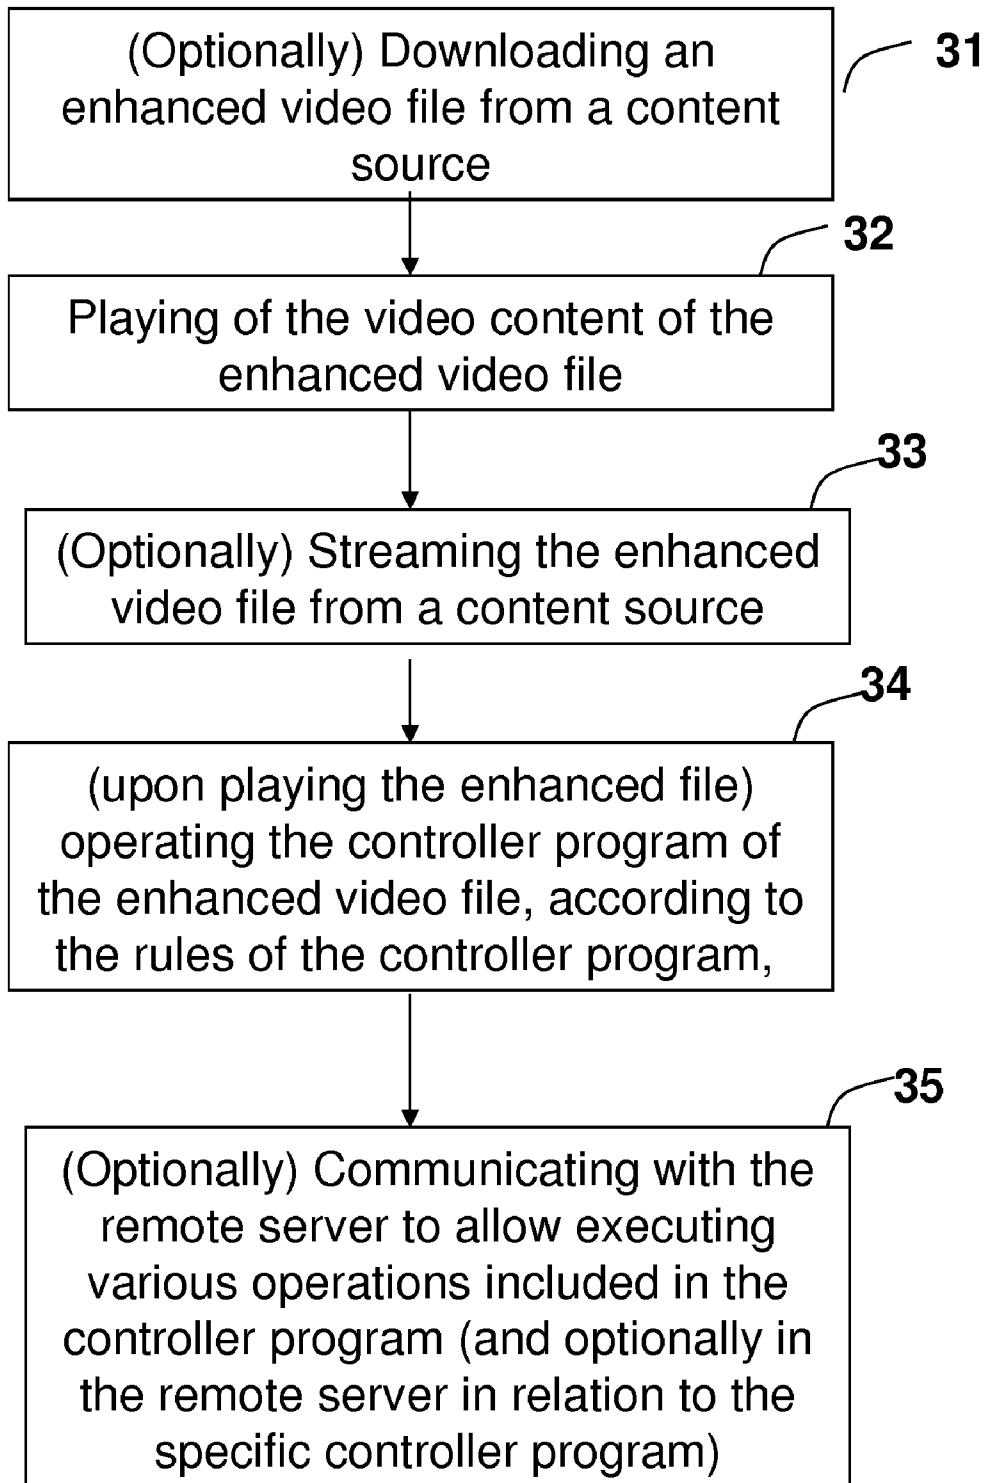 (Optionally) Downloading an
enhanced video file from a content
source
31
32
Playing of the video content of the
enhanced video file
33
(Optionally) Streaming the enhanced
video file from a content source
34
(upon playing the enhanced file)
operating the controller program of
the enhanced video file, according to
the rules of the controller program,
35
(Optionally) Communicating with the
remote server to allow executing
various operations included in the
controller program (and optionally in
the remote server in relation to the
specific controller program)